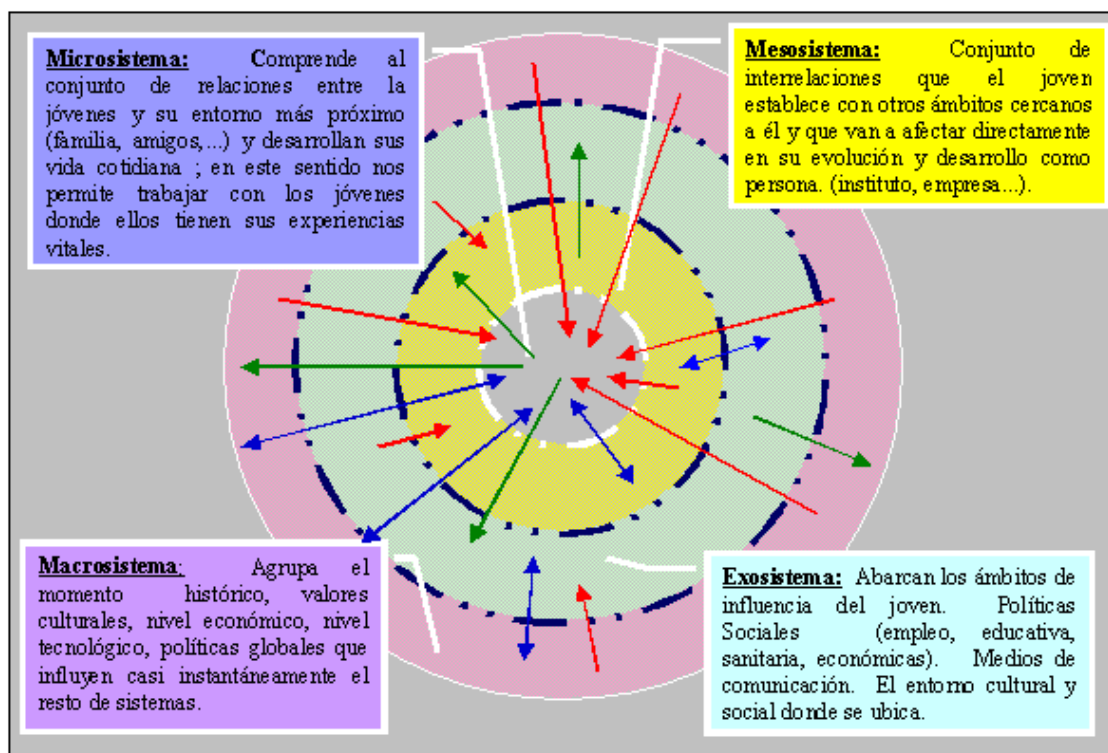 Microsistema: Comprende al
conjunto de relaciones entre la
jóvenes y su entorno más próximo
(familia, amigos,...) y desarrollan sus
vida cotidiana ; en este sentido nos
permite trabajar con los jóvenes
donde ellos tienen sus experiencias
vitales.
Mesosistema: Conjunto de
interrelaciones que el joven
establece con otros ámbitos cercanos
a él y que van a afectar directamente
en su evolución y desarrollo como
persona. (instituto, empresa...).
Macrosistema: Agrupa el
momento histórico, valores
culturales, nivel económico, nivel
tecnológico, políticas globales que
influyen casi instantáneamente el
resto de sistemas.
Exosistema: Abarcan los ámbitos de
influencia del joven. Políticas
Sociales (empleo, educativa,
sanitaria, económicas). Medios de
comunicación. El entorno cultural y
social donde se ubica.